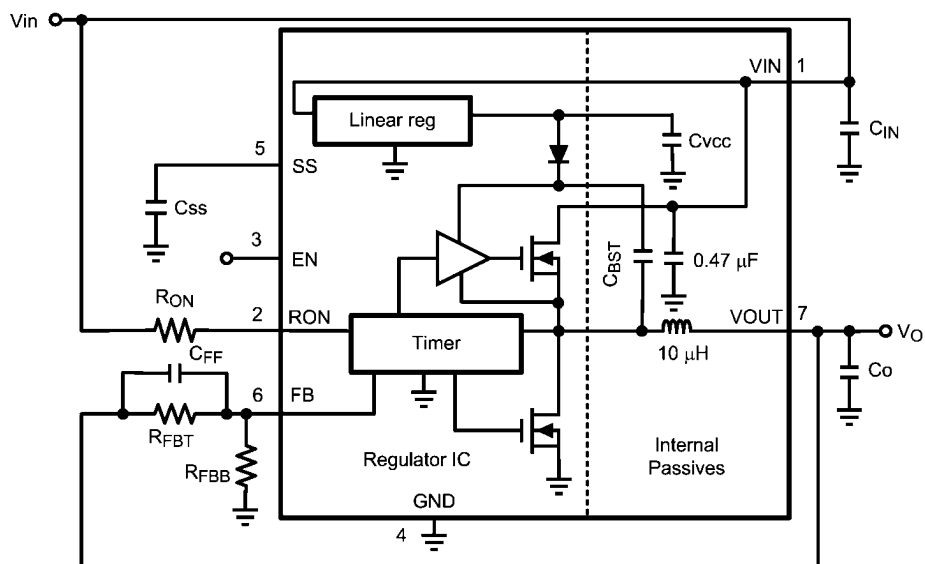 Vin
VIN 1
Linear reg
Cvcc
CIN
5
SS
Css
3
EN
CBST
0.47 μF
RON
2
RON
Timer
VOUT
7
10 μH
VO
CFF
6
FB
Co
RFBT
RFBB
Regulator IC
Internal
Passives
GND
4